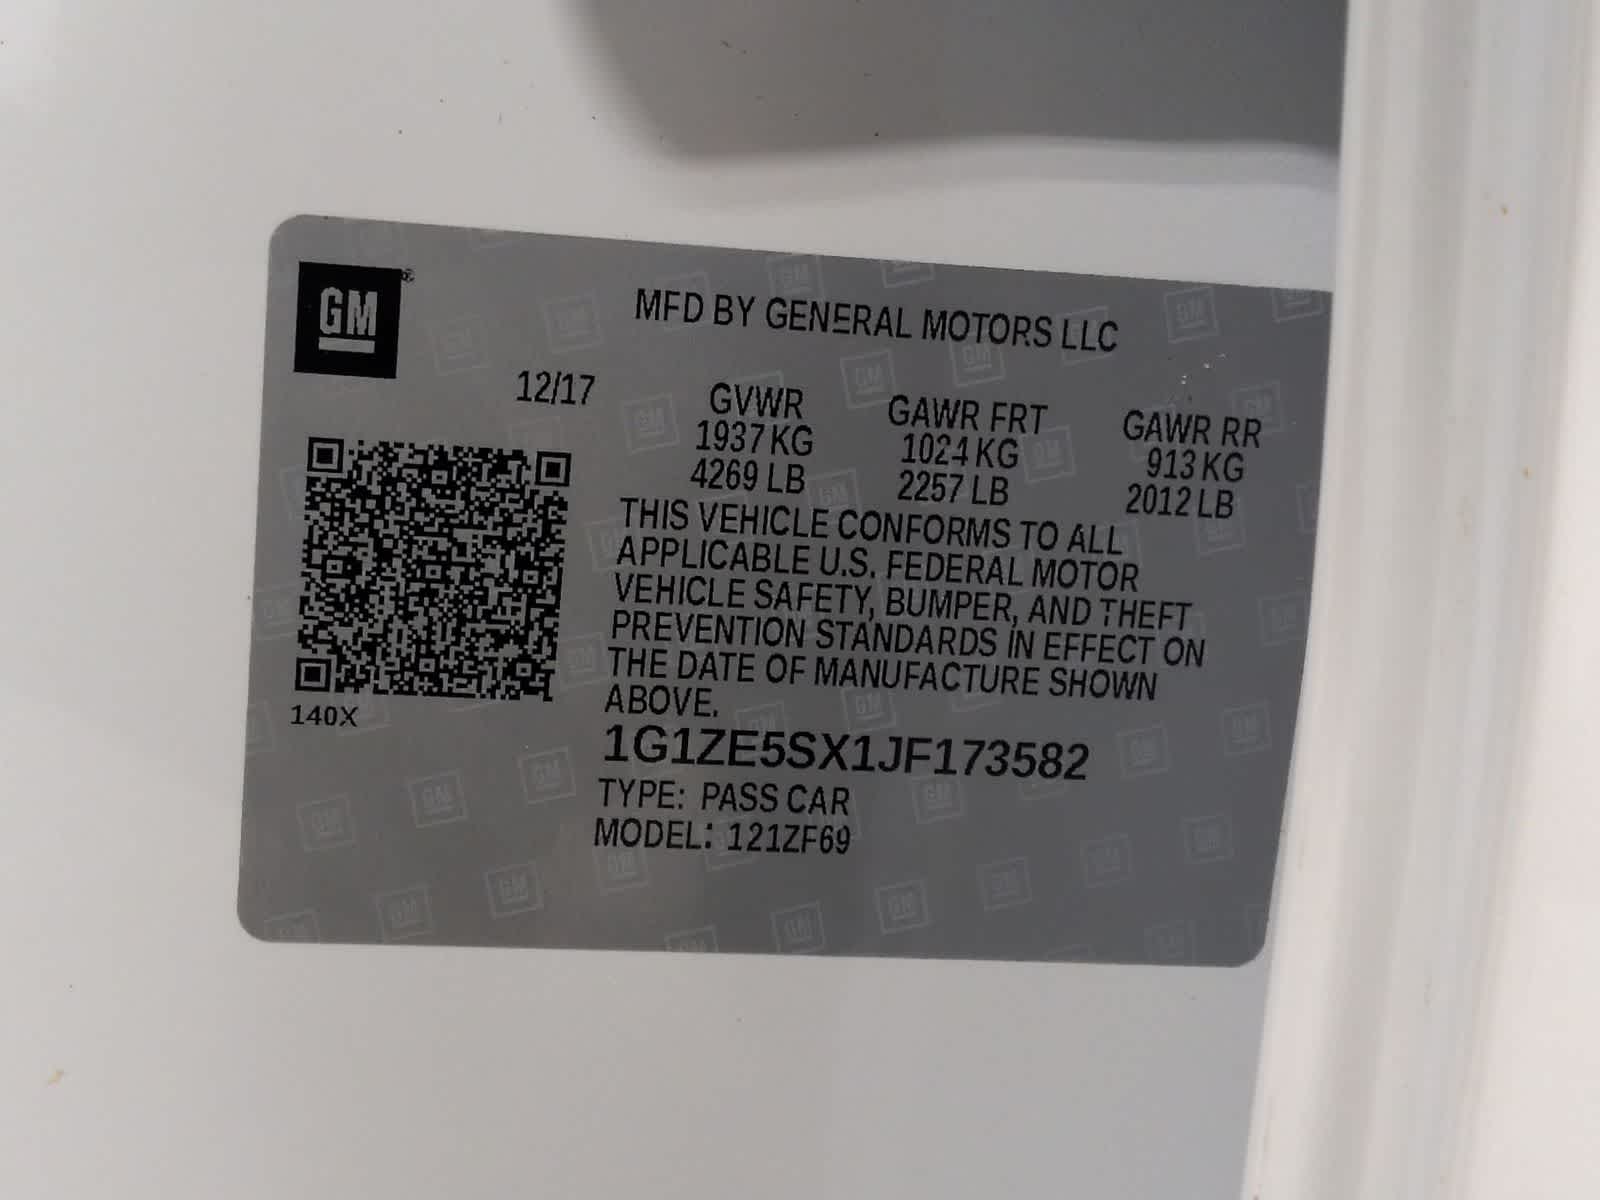 GM®
MFD BY GENERAL MOTORS LLC
12/17
GVWR GAWR FRT GAWR RR
1937 KG 1024 KG 913 KG
4269 LB 2257 LB 2012 LB
THIS VEHICLE CONFORMS TO ALL
APPLICABLE U.S. FEDERAL MOTOR
VEHICLE SAFETY, BUMPER, AND THEFT
PREVENTION STANDARDS IN EFFECT ON
THE DATE OF MANUFACTURE SHOWN
ABOVE.
140X
1G1ZE5SX1JF173582
TYPE: PASS CAR
MODEL: 121ZF69